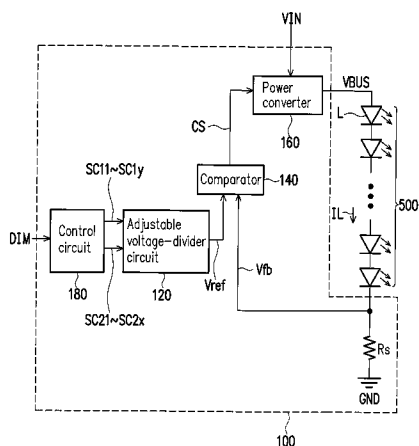 VIN
Power
converter
VBUS
L
160
CS
500
SC11~SC1y
Comparator
140
IL
DIM
Control
circuit
Adjustable
voltage-divider
circuit
180
120
Vref
Vfb
SC21~SC2x
Rs
GND
100